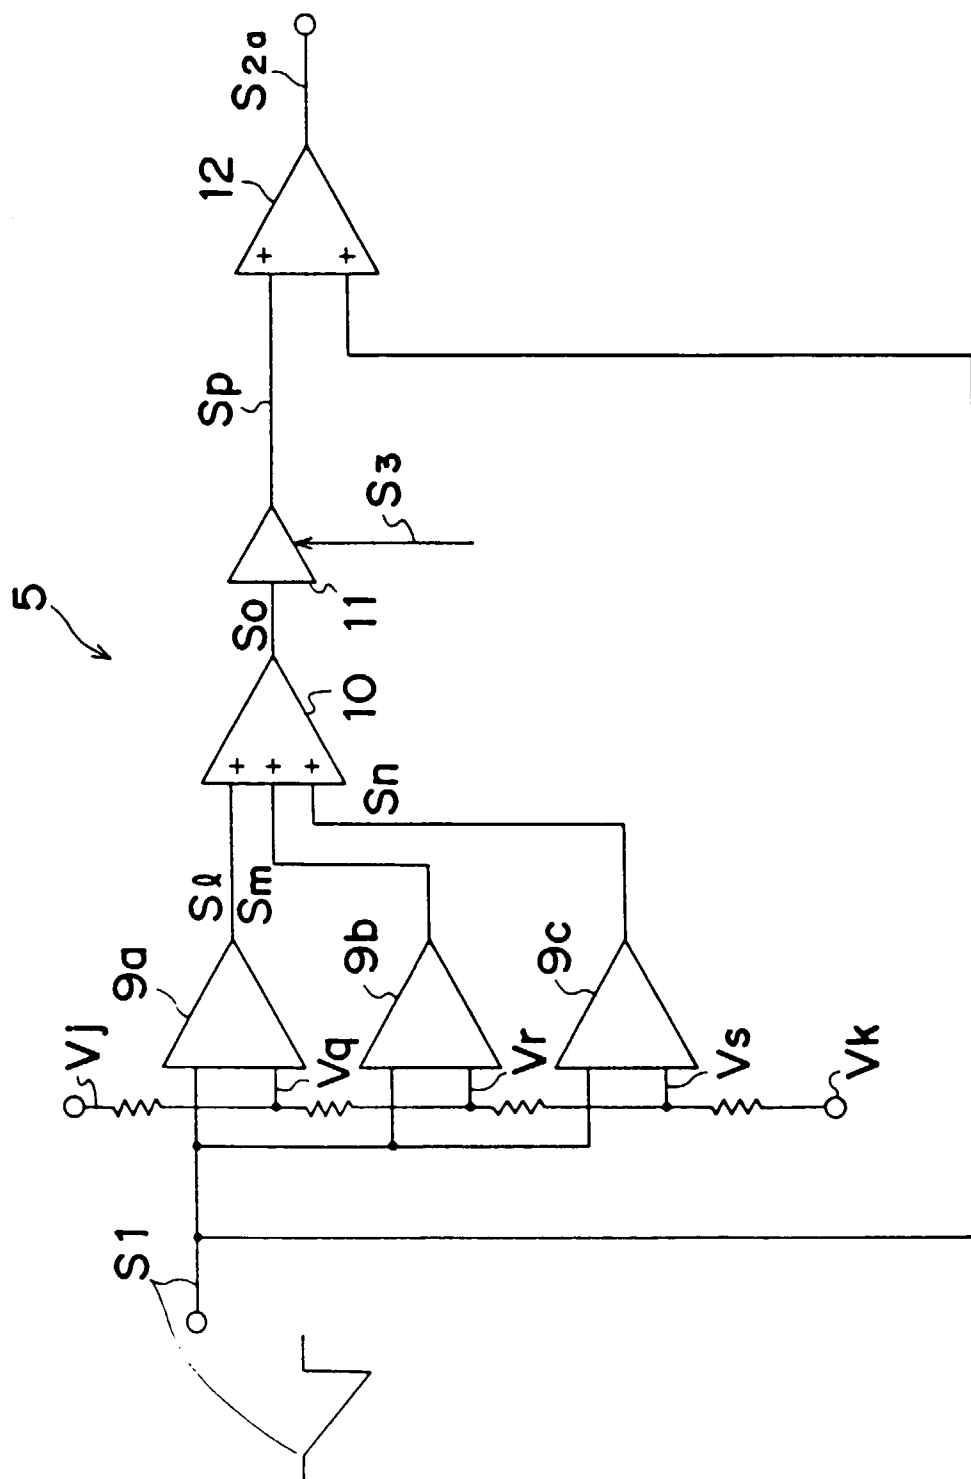 5
S1
Vj
9a
Vq
9b
Vr
9c
Vs
Vk
Sℓ
Sm
Sn
+
+
+
10
So
11
S3
Sp
+
+
12
S2a